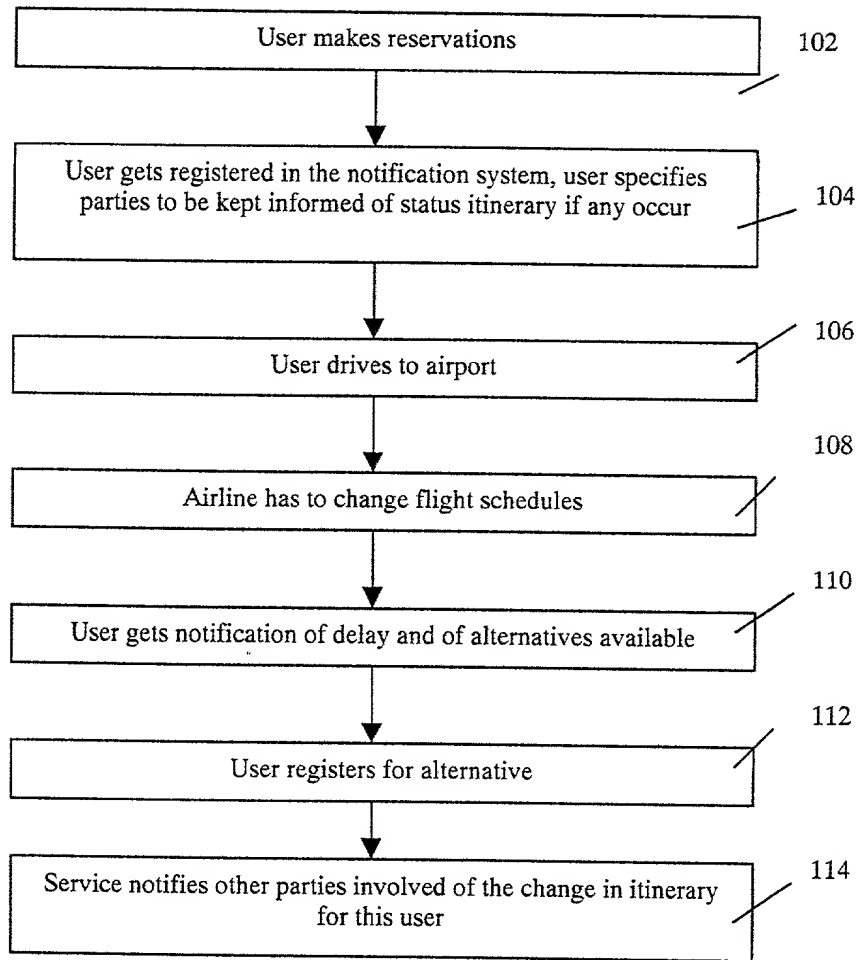 User makes reservations
102
User gets registered in the notification system, user specifies
parties to be kept informed of status itinerary if any occur
104
106
User drives to airport
108
Airline has to change flight schedules
110
User gets notification of delay and of alternatives available
112
User registers for alternative
Service notifies other parties involved of the change in itinerary
for this user
114